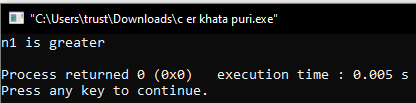 "C:\Users\trust\Downloads\c er khata puri.exe"
n1 is greater
Process returned 0 (0x0)   execution time : 0.005 s
Press any key to continue.